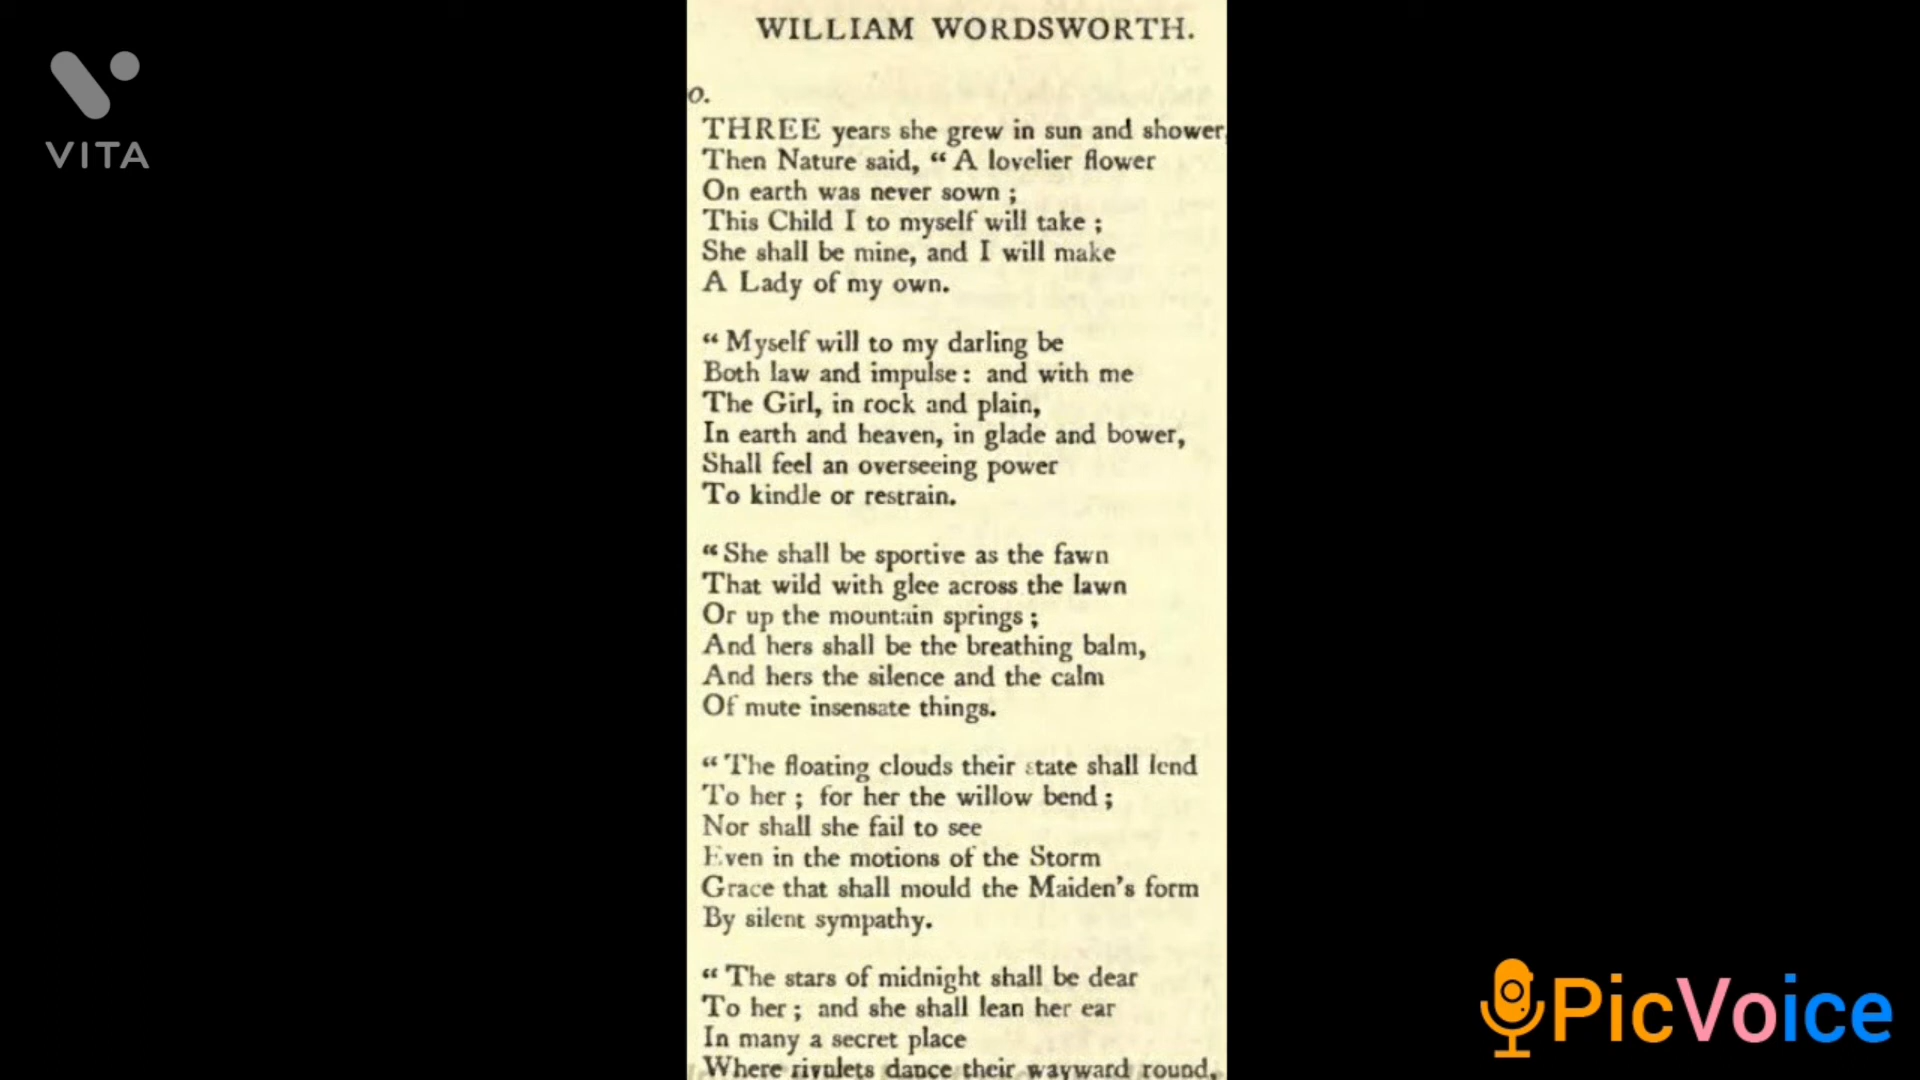 VITA
WILLIAM WORDSWORTH.
o.
THREE years she grew in sun and shower,
Then Nature said, “ A lovelier flower
On earth was never sown ;
This Child I to myself will take ;
She shall be mine, and I will make
A Lady of my own.
“ Myself will to my darling be
Both law and impulse : and with me
The Girl, in rock and plain,
In earth and heaven, in glade and bower,
Shall feel an overseeing power
To kindle or restrain.
“ She shall be sportive as the fawn
That wild with glee across the lawn
Or up the mountain springs ;
And hers shall be the breathing balm,
And hers the silence and the calm
Of mute insensate things.
“ The floating clouds their state shall lend
To her ; for her the willow bend ;
Nor shall she fail to see
Even in the motions of the Storm
Grace that shall mould the Maiden’s form
By silent sympathy.
“ The stars of midnight shall be dear
To her ; and she shall lean her ear
In many a secret place
Where rivulets dance their wayward round,
PicVoice